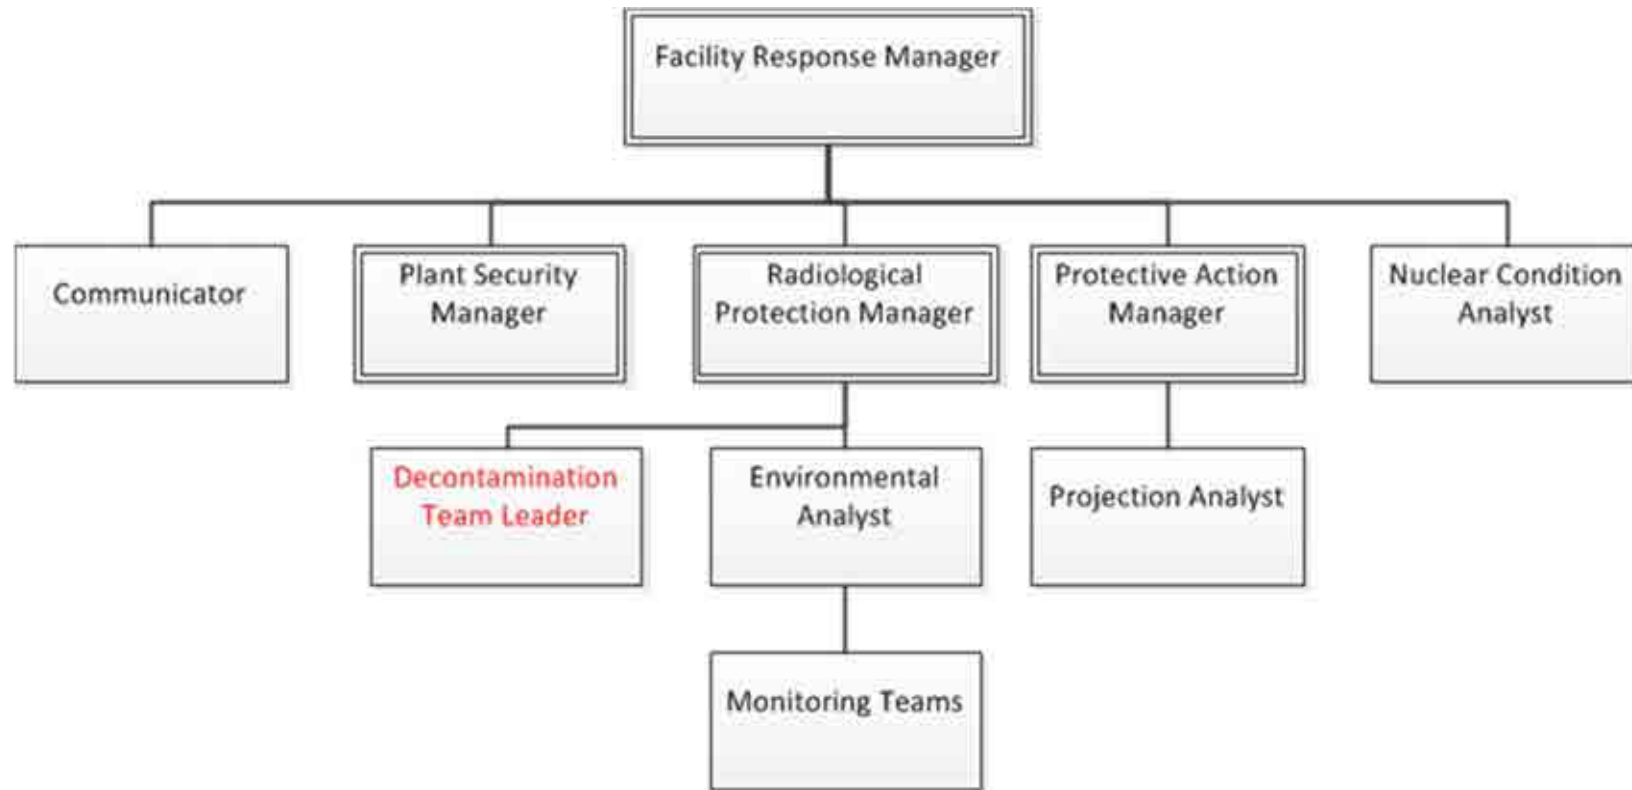 Facility Response Manager
Communicator
Plant Security
Manager
Radiological
Protection Manager
Protective Action
Manager
Nuclear Condition
Analyst
Decontamination
Team Leader
Environmental
Analyst
Projection Analyst
Monitoring Teams